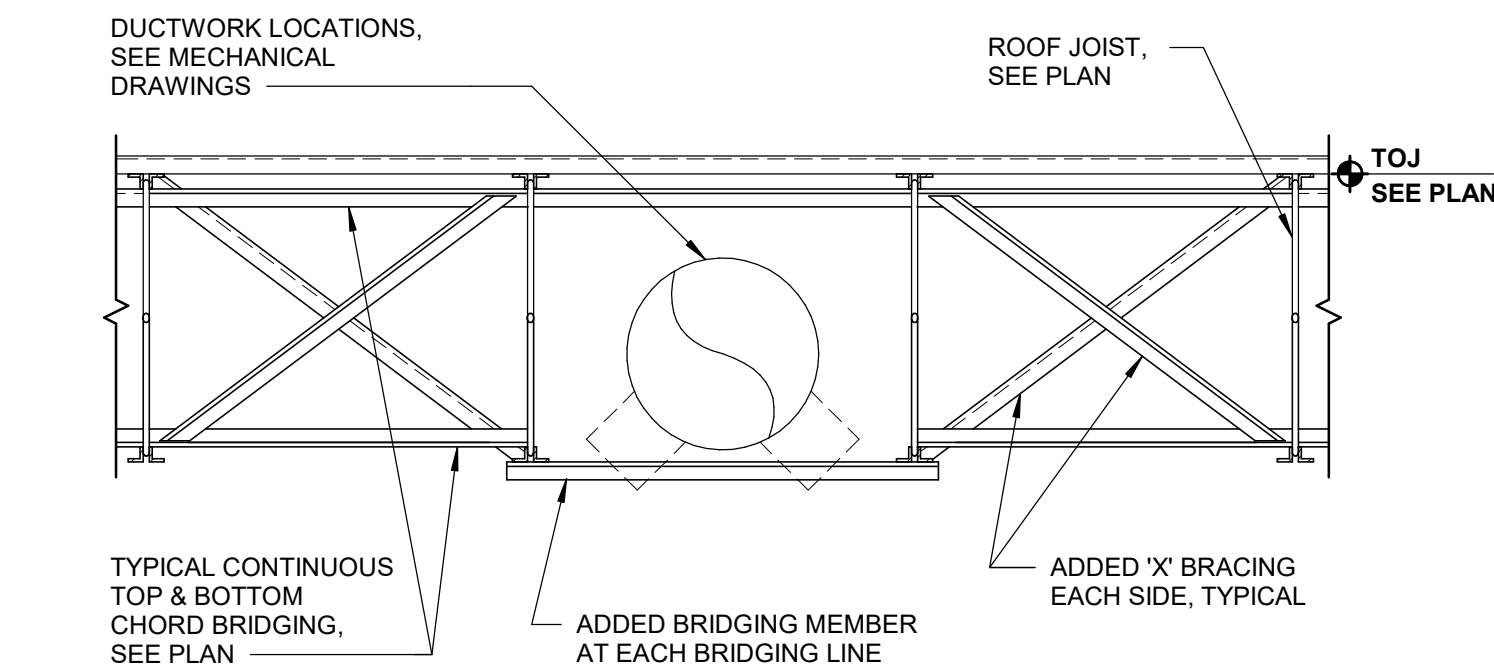 DUCTWORK LOCATIONS,
SEE MECHANICAL
DRAWINGS
ROOF JOIST,
SEE PLAN
TOJ
SEE PLAN
TYPICAL CONTINUOUS
TOP & BOTTOM
CHORD BRIDGING,
SEE PLAN
ADDED BRIDGING MEMBER
AT EACH BRIDGING LINE
ADDED 'X' BRACING
EACH SIDE, TYPICAL